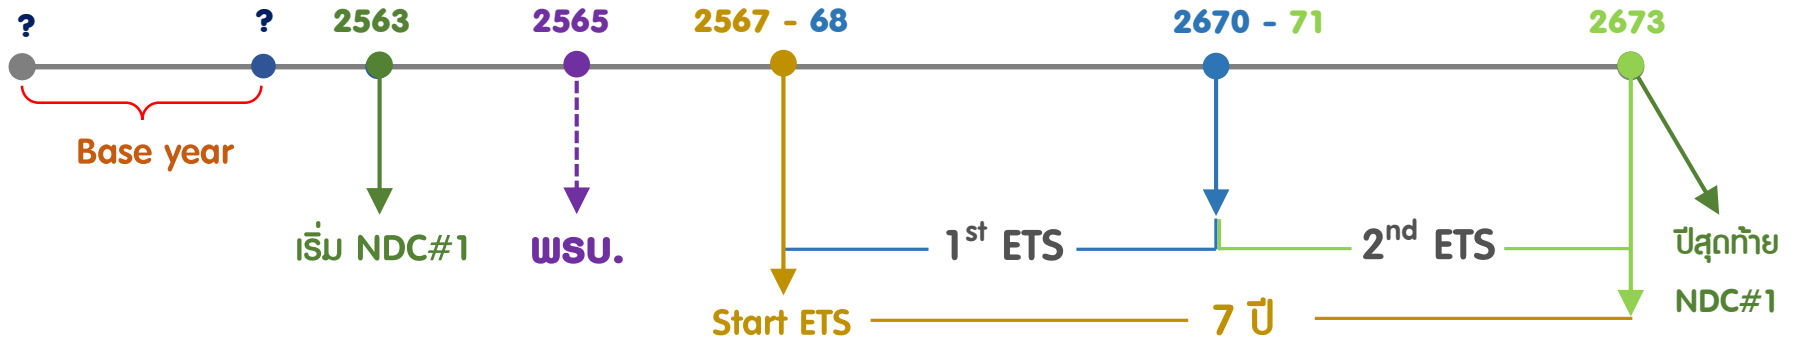 ?
?
2563
2565
2567 - 68
2670 - 71
2673
Base year
เริ่ม NDC#1
พรบ.
1st ETS
2nd ETS
ปีสุดท้าย
NDC#1
Start ETS
7 ปี